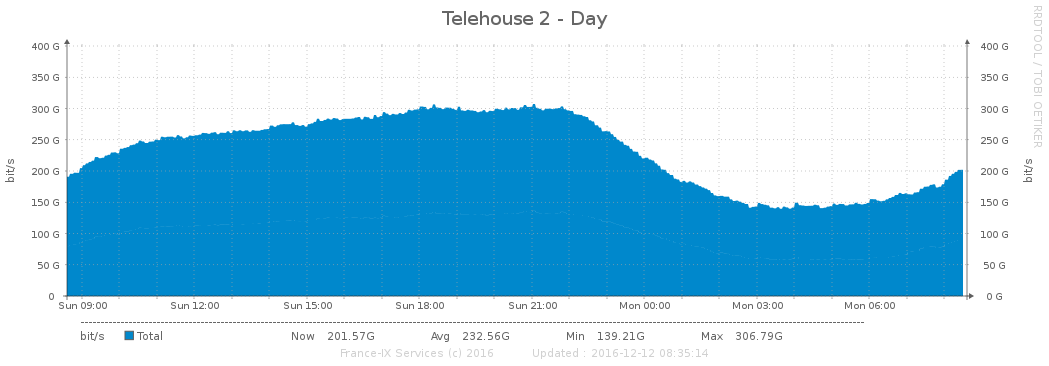 Telehouse 2 - Day
RRDTOOL / TOBI OETIKER
400 G 400 G
350 G 350 G
300 G 300 G
250 G 250 G
200 G 200 G
150 G 150 G
100 G 100 G
50 G 50 G
0 0 G
bit/s bit/s
Sun 09:00 Sun 12:00 Sun 15:00 Sun 18:00 Sun 21:00 Mon 00:00 Mon 03:00 Mon 06:00
bit/s Total Now 201.57G Avg 232.56G Min 139.21G Max 306.79G
France-IX Services (c) 2016 Updated : 2016-12-12 08:35:14